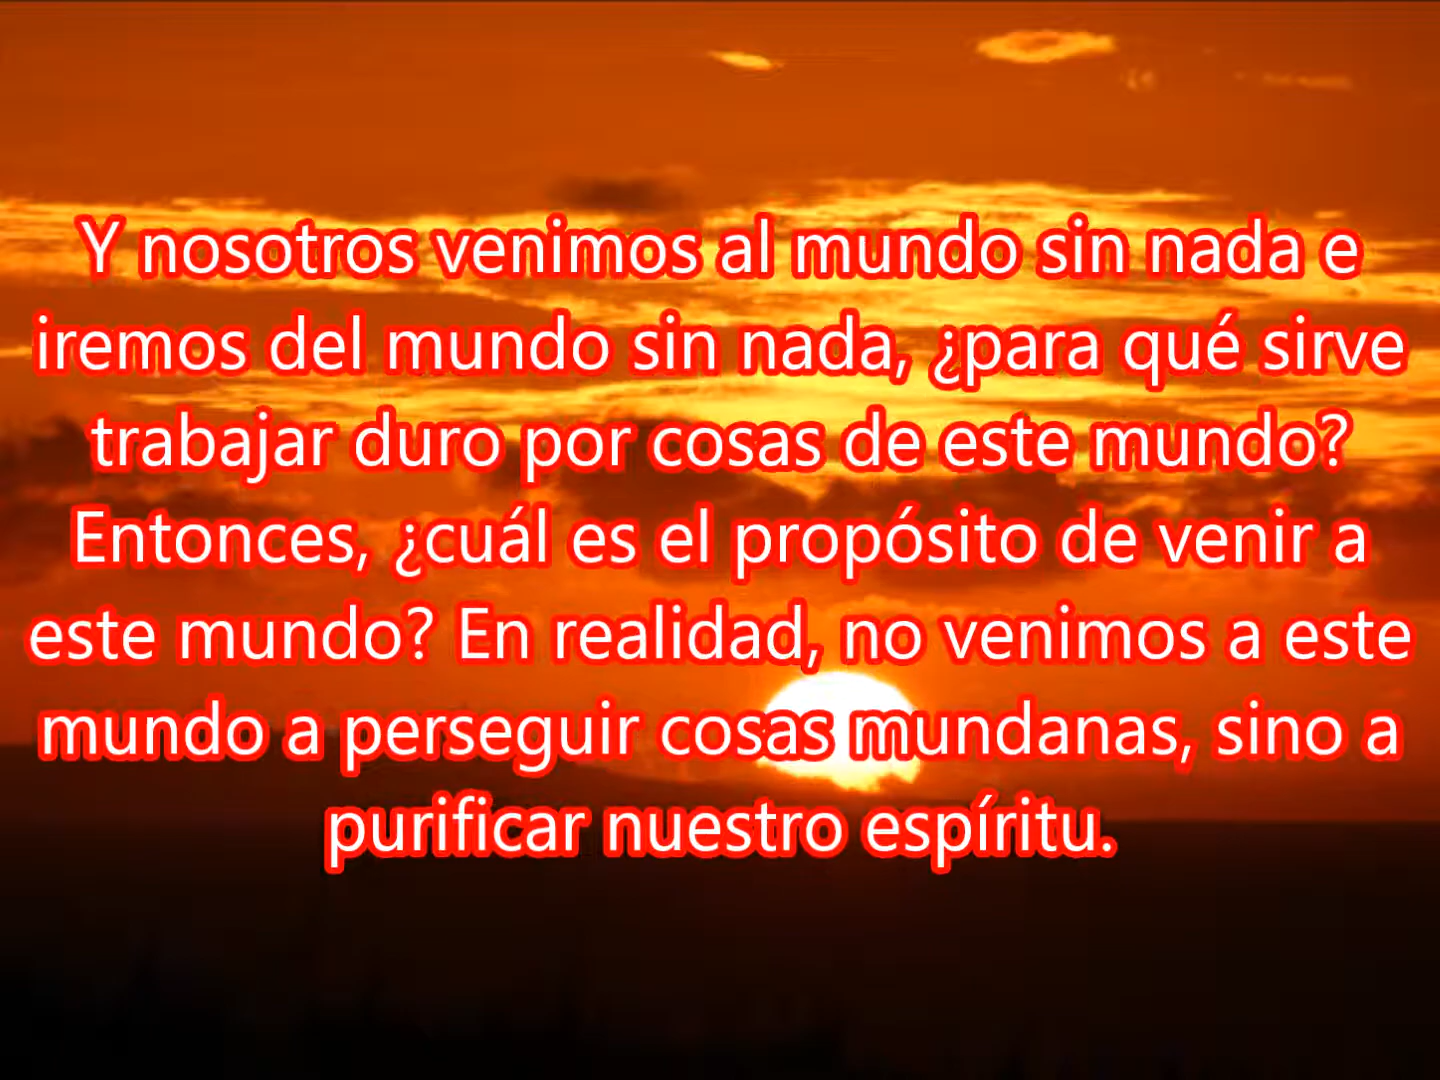 Y nosotros venimos al mundo sin nada e
iremos del mundo sin nada, ¿para qué sirve
trabajar duro por cosas de este mundo?
Entonces, ¿cuál es el propósito de venir a
este mundo? En realidad, no venimos a este
mundo a perseguir cosas mundanas, sino a
purificar nuestro espíritu.